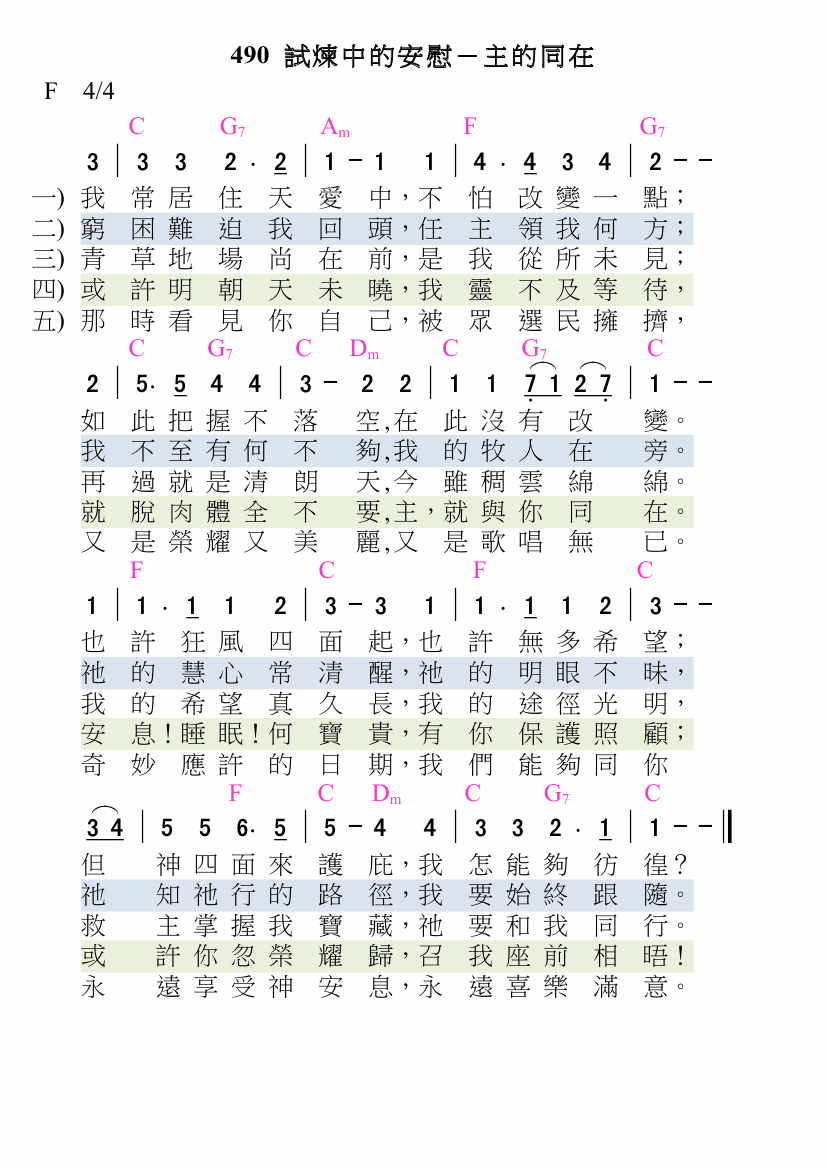 490 試煉中的安慰－主的同在
F 4/4
C G7 Am F G7
3 | 3 3 2 . 2 | 1 － 1 1 | 4 . 4 3 4 | 2 － －
一) 我常居住天愛中，不怕改變一點；
二) 窮困難迫我回頭，任主領我何方；
三) 青草地場尚在前，是我從所未見；
四) 或許明朝天未曉，我靈不及等待，
五) 那時看見你自己，被眾選民擁擠，
C G7 C Dm C G7 C
2 | 5. 5 4 4 | 3 － 2 2 | 1 1 7 1 2 7 | 1 － －
如此把握不落空,在此沒有改變。
我不至有何不夠,我的牧人在旁。
再過就是清朗天,今雖稠雲綿綿。
就脫肉體全不要,主，就與你同在。
又是榮耀又美麗,又是歌唱無已。
F C F C
1 | 1 . 1 1 2 | 3 － 3 1 | 1 . 1 1 2 | 3 － －
也許狂風四面起，也許無多希望；
祂的慧心常清醒，祂的明眼不昧，
我的希望真久長，我的途徑光明，
安息！睡眠！何寶貴，有你保護照顧；
奇妙應許的日期，我們能夠同你
F C Dm C G7 C
3 4 | 5 5 6. 5 | 5 － 4 4 | 3 3 2 . 1 | 1 － － ‖
但神四面來護庇，我怎能夠彷徨？
祂知祂行的路徑，我要始終跟隨。
救主掌握我寶藏，祂要和我同行。
或許你忽榮耀歸，召我座前相晤！
永遠享受神安息，永遠喜樂滿意。